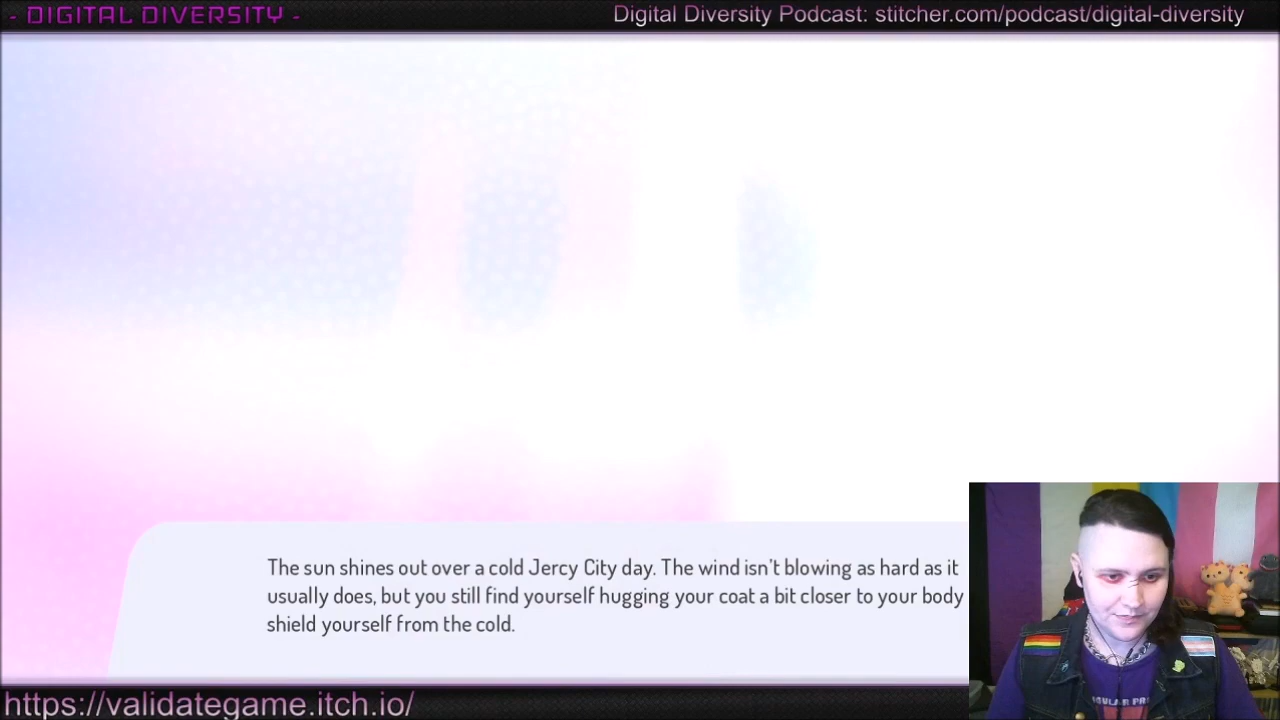 - DIGITAL DIVERSITY -
Digital Diversity Podcast: stitcher.com/podcast/digital-diversity
The sun shines out over a cold Jercy City day. The wind isn't blowing as hard as it
usually does, but you still find yourself hugging your coat a bit closer to your body
shield yourself from the cold.
https://validategame.itch.io/